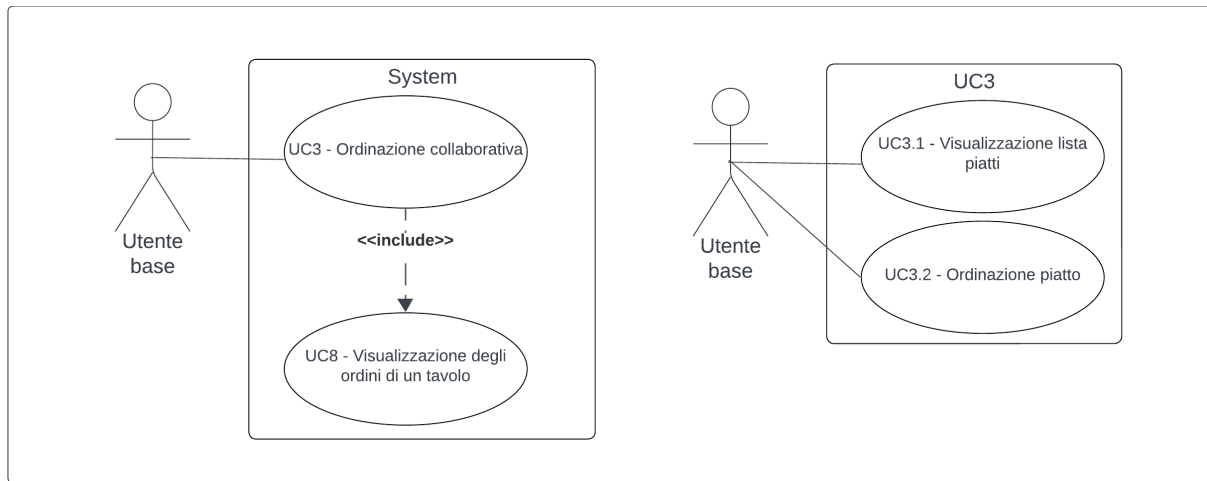 System
UC3 - Ordinazione collaborativa
Utente
base
<<include>>
UC8 - Visualizzazione degli
ordini di un tavolo
UC3
UC3.1 - Visualizzazione lista
piatti
Utente
base
UC3.2 - Ordinazione piatto